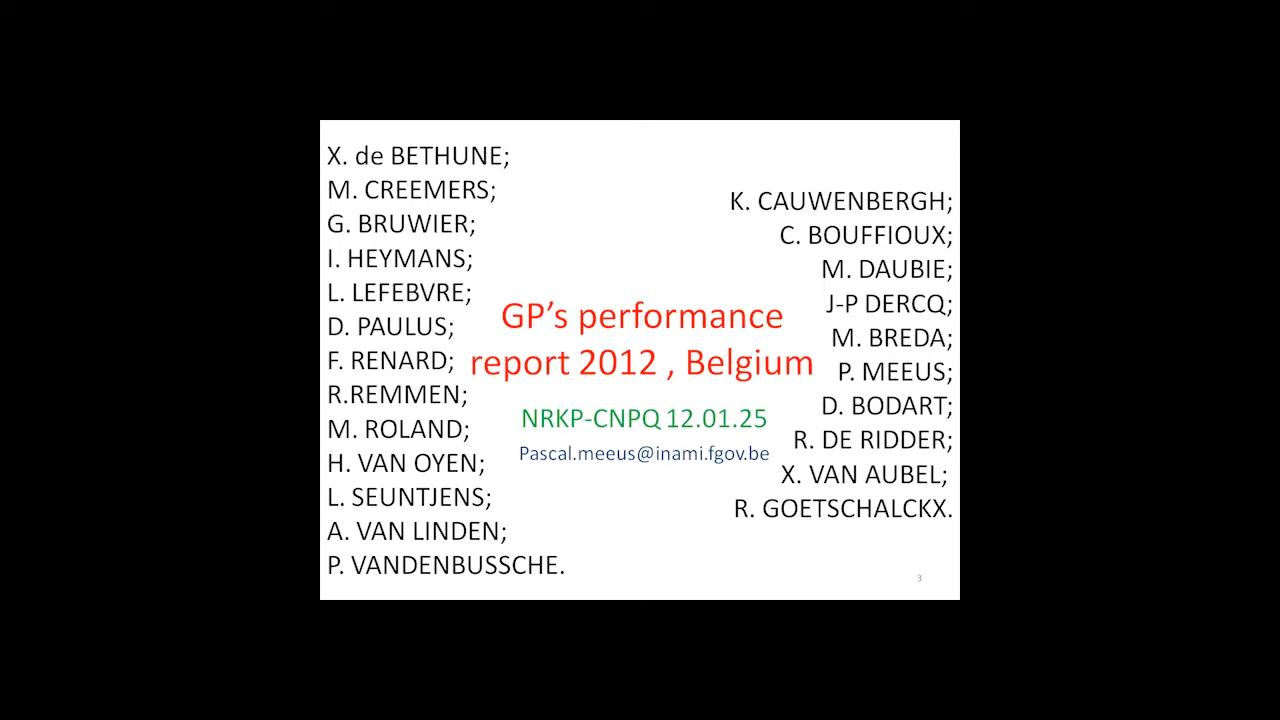 X. de BETHUNE;
M. CREEMERS;
G. BRUWIER;
I. HEYMANS;
L. LEFEBVRE;
D. PAULUS;
F. RENARD;
R.REMMEN;
M. ROLAND;
H. VAN OYEN;
L. SEUNTJENS;
A. VAN LINDEN;
P. VANDENBUSSCHE.
GP’s performance
report 2012 , Belgium
NRKP-CNPQ 12.01.25
Pascal.meeus@inami.fgov.be
K. CAUWENBERGH;
C. BOUFFIOUX;
M. DAUBIE;
J-P DERCQ;
M. BREDA;
P. MEEUS;
D. BODART;
R. DE RIDDER;
X. VAN AUBEL;
R. GOETSCHALCKX.
3